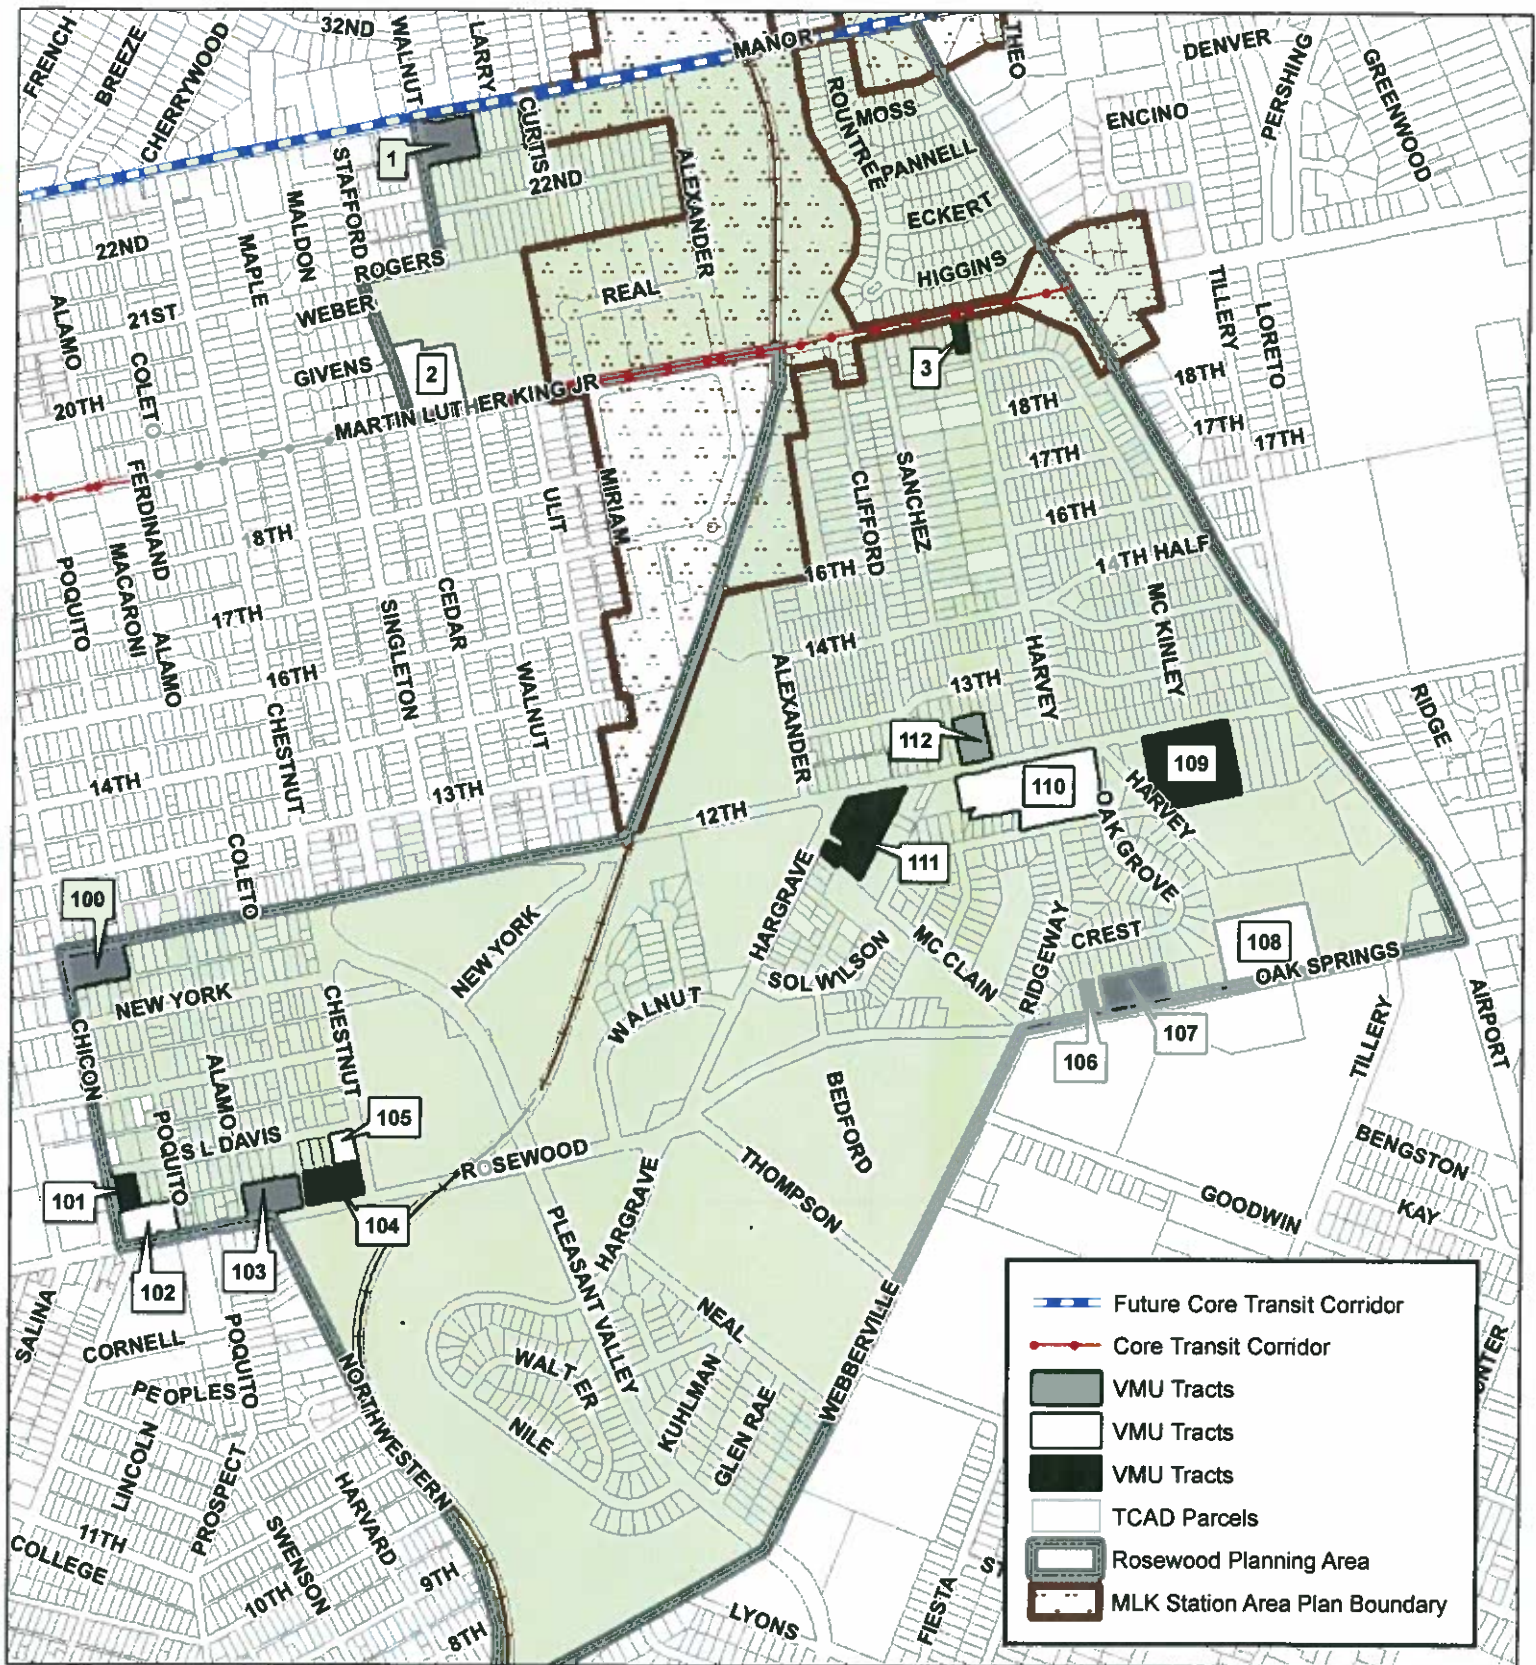 32ND
FRENCH
BREEZE
CHERRYWOOD
WALNUT
LARRY
MANOR
THEO
DENVER
PERSHING
GREENWOOD
ENCINO
MOSS
ROUNTREE
PANNELL
ECKERT
HIGGINS
CURTIS
22ND
ALEXANDER
1
STAFFORD
MALDON
MAPLE
22ND
ROGERS
WEBER
REAL
ALAMO
21ST
COLETO
GIVENS
2
20TH
MARTIN LUTHER KING JR
3
TILLERY
LORETO
18TH
17TH
17TH
18TH
17TH
16TH
14TH HALF
SANCHEZ
CLIFFORD
16TH
FERDINAND
MACARONI
POQUITO
ALAMO
18TH
17TH
16TH
ULIT
MIRIAM
CEDAR
SINGLETON
WALNUT
CHESTNUT
14TH
13TH
14TH
ALEXANDER
13TH
HARVEY
MC KINLEY
RIDGE
112
110
109
HARVEY
OAK GROVE
12TH
111
HARGRAVE
COLETO
100
NEW YORK
NEW YORK
CHICON
CHESTNUT
ALAMO
POQUITO
S L DAVIS
WALNUT
SOL WILSON
MC CLAIN
RIDGEWAY
CREST
108
OAK SPRINGS
107
106
TILLERY
AIRPORT
105
101
102
103
104
ROSEWOOD
BEDFORD
THOMPSON
HARGRAVE
PLEASANT VALLEY
BENGSTON
GOODWIN
KAY
SALINA
CORNELL
PEOPLES
POQUITO
LINCOLN
PROSPECT
NORTHWESTERN
HARVARD
SWENSON
11TH
COLLEGE
10TH
9TH
8TH
NEAL
WALTER
NILE
KUHLMAN
GLEN RAE
WEBBERVILLE
LYONS
FIESTA
Future Core Transit Corridor
Core Transit Corridor
VMU Tracts
VMU Tracts
VMU Tracts
TCAD Parcels
Rosewood Planning Area
MLK Station Area Plan Boundary